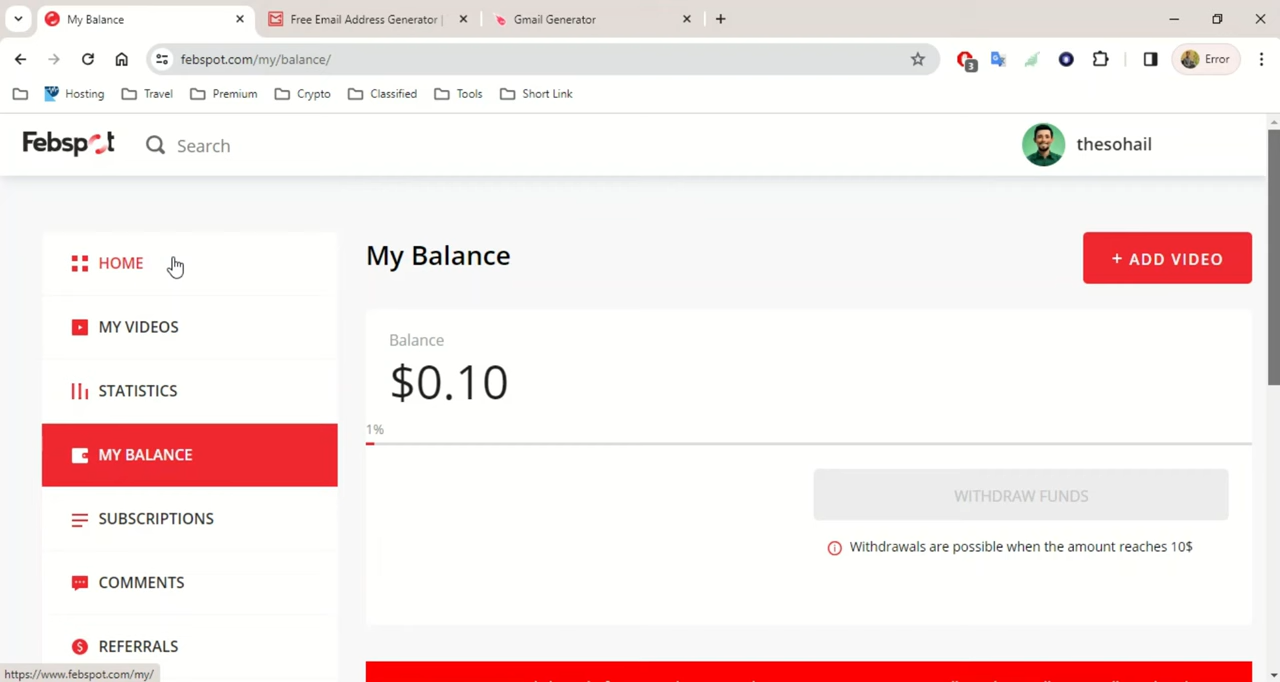 My Balance
Free Email Address Generator |
Gmail Generator
febspot.com/my/balance/
3
Error
Hosting
Travel
Premium
Crypto
Classified
Tools
Short Link
Febspot
Search
thesohail
HOME
My Balance
+ ADD VIDEO
MY VIDEOS
Balance
$0.10
STATISTICS
1%
MY BALANCE
WITHDRAW FUNDS
SUBSCRIPTIONS
Withdrawals are possible when the amount reaches 10$
COMMENTS
REFERRALS
https://www.febspot.com/my/